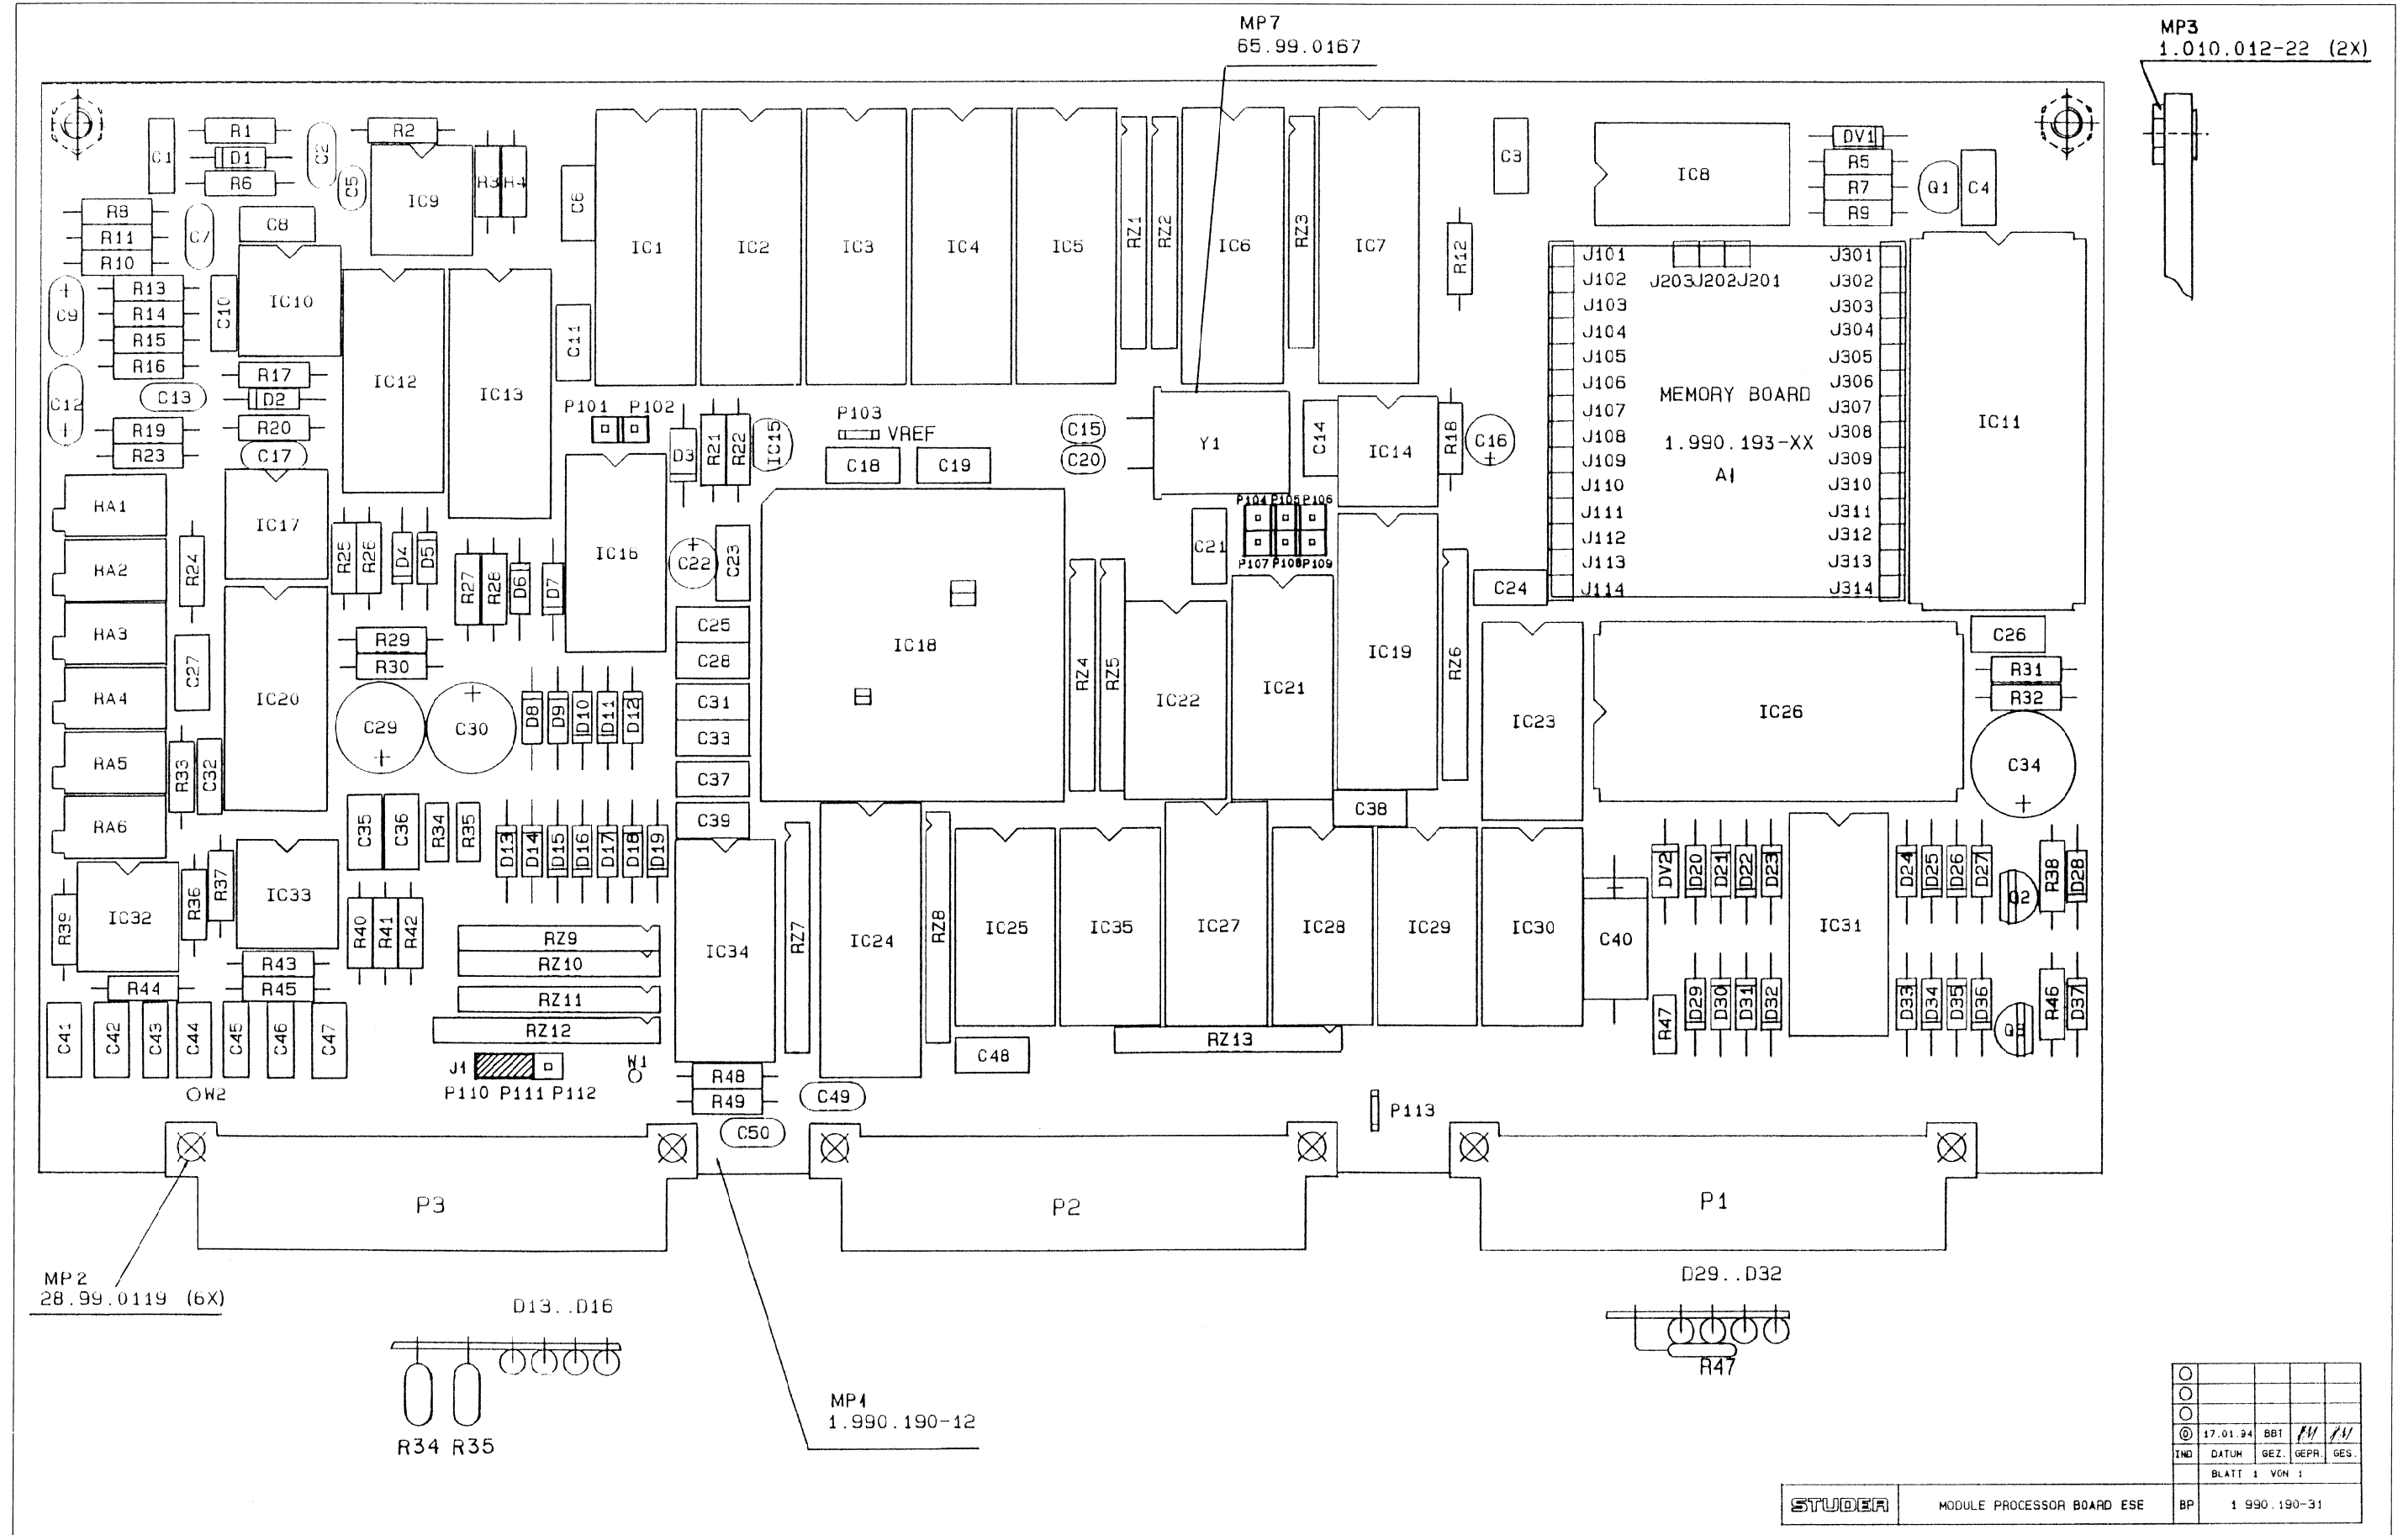 MP7
65.99.0167
MP3
1.010.012-22 (2X)
R1
R2
C1
D1
C2
R6
C5
IC9
R3
R4
C6
IC1
IC2
IC3
IC4
IC5
RZ1
RZ2
IC6
RZ3
IC7
C3
IC8
DV1
R5
R7
R9
Q1
C4
R8
R11
R10
C7
C8
R12
R13
R14
R15
R16
C9
C10
IC10
C11
IC12
IC13
R17
D2
R20
C12
C13
R19
R23
C17
P101
P102
D3
R21
R22
IC15
P103
VREF
C18
C19
C15
C20
Y1
C14
IC14
R18
C16
J101
J102
J103
J104
J105
J106
J107
J108
J109
J110
J111
J112
J113
J114
J203
J202
J201
MEMORY BOARD
1.990.193-XX
A1
J301
J302
J303
J304
J305
J306
J307
J308
J309
J310
J311
J312
J313
J314
IC11
RA1
RA2
RA3
RA4
RA5
RA6
R24
IC17
R25
R26
D4
D5
R27
R28
D6
D7
IC16
C22
C23
C21
P104
P105
P106
P107
P108
P109
C24
C25
C28
C31
C33
C37
C39
IC18
RZ4
RZ5
IC22
IC21
IC19
RZ6
IC23
IC26
C26
R31
R32
C34
C27
IC20
R29
R30
C29
C30
D8
D9
D10
D11
D12
R33
C32
C35
C36
R34
R35
D13
D14
D15
D16
D17
D18
D19
C38
R39
IC32
R36
R37
IC33
R40
R41
R42
RZ9
RZ10
RZ11
RZ12
IC34
RZ7
IC24
RZ8
IC25
IC35
IC27
IC28
IC29
IC30
C40
DV2
D20
D21
D22
D23
IC31
D24
D25
D26
D27
Q2
R38
D28
R43
R45
R44
C41
C42
C43
C44
C45
C46
C47
R47
D29
D30
D31
D32
D33
D34
D35
D36
Q3
R46
D37
RZ13
C48
J1
P110 P111 P112
W1
W2
R48
R49
C49
C50
P113
P3
P2
P1
MP2
28.99.0119 (6X)
D13..D16
R34 R35
MP1
1.990.190-12
D29..D32
R47
0 17.01.94 BBT
IND DATUM GEZ. GEPR. GES.
BLATT 1 VON 1
STUDER MODULE PROCESSOR BOARD ESE BP 1 990.190-31